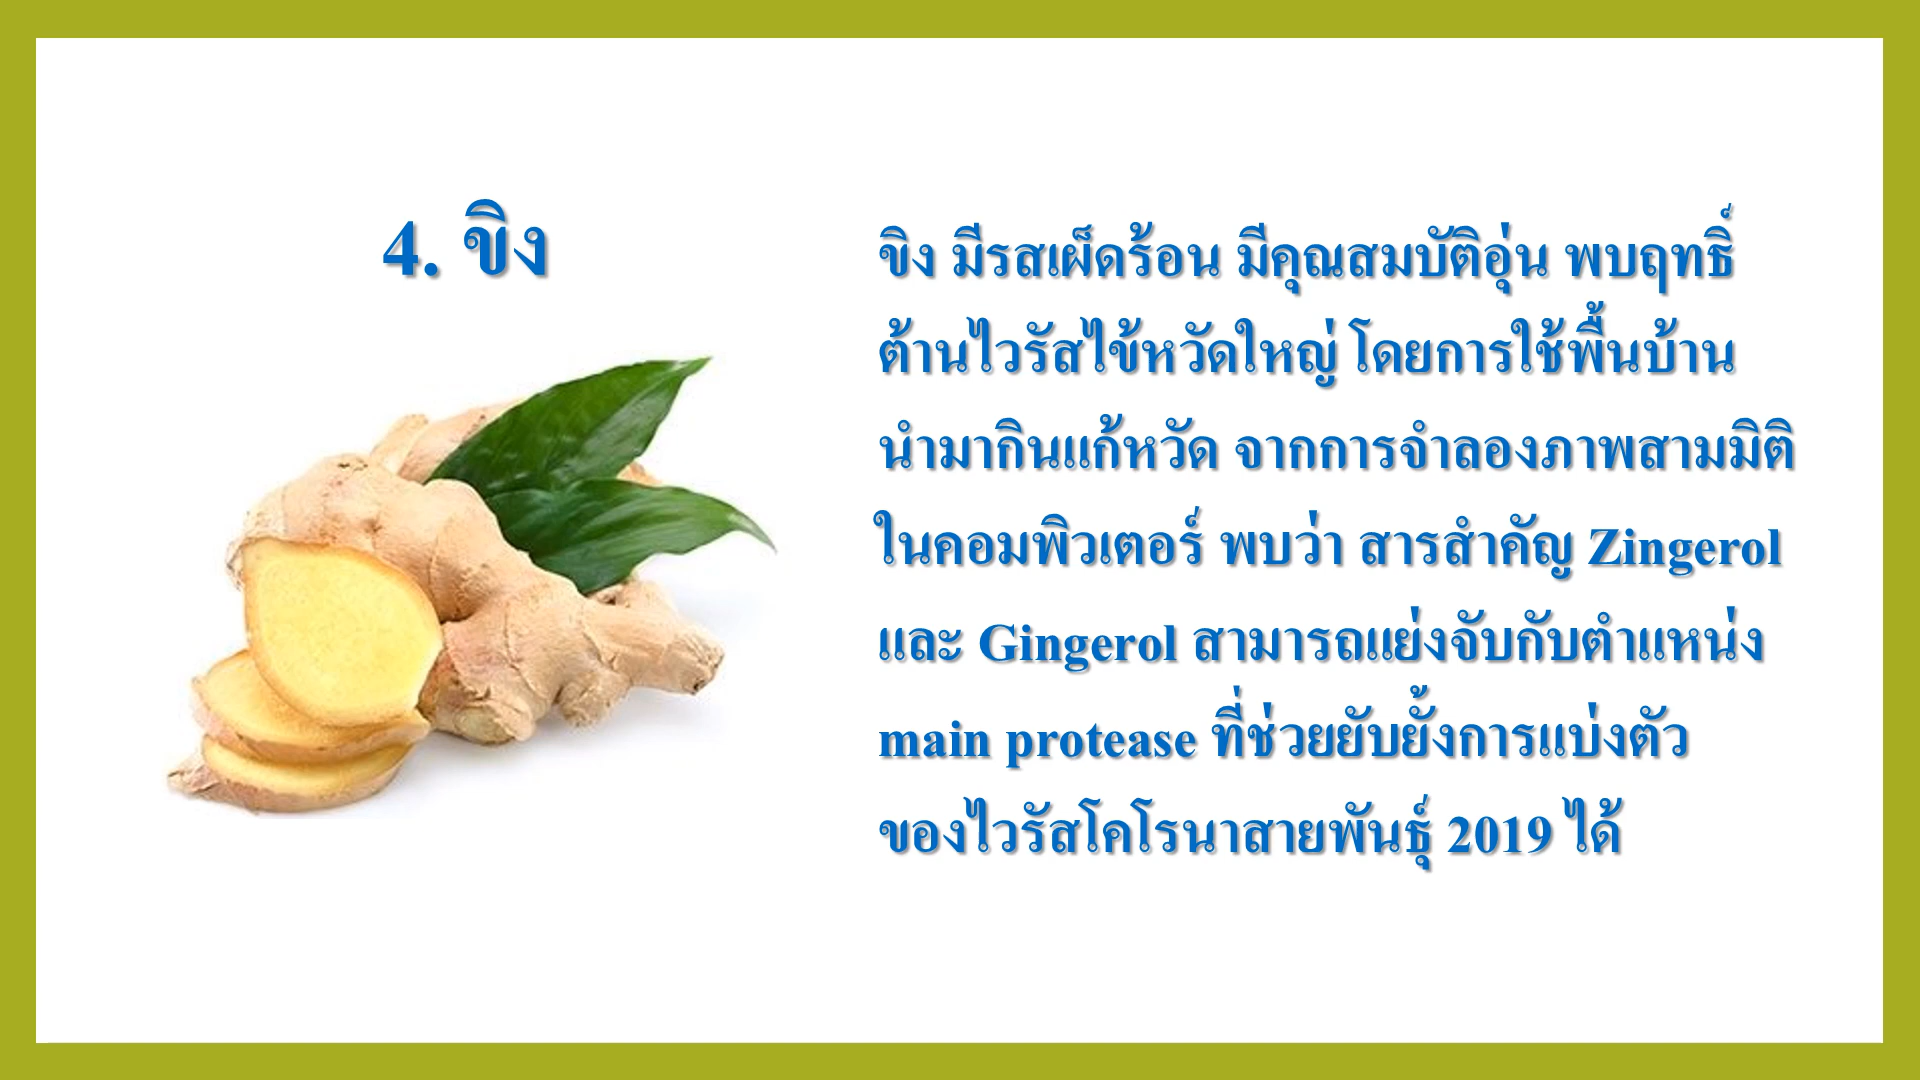 4. ขิง
ขิง มีรสเผ็ดร้อน มีคุณสมบัติอุ่น พบฤทธิ์
ต้านไวรัสไข้หวัดใหญ่ โดยการใช้พื้นบ้าน
นำมากินแก้หวัด จากการจำลองภาพสามมิติ
ในคอมพิวเตอร์ พบว่า สารสำคัญ Zingerol
และ Gingerol สามารถแย่งจับกับตำแหน่ง
main protease ที่ช่วยยับยั้งการแบ่งตัว
ของไวรัสโคโรนาสายพันธุ์ 2019 ได้